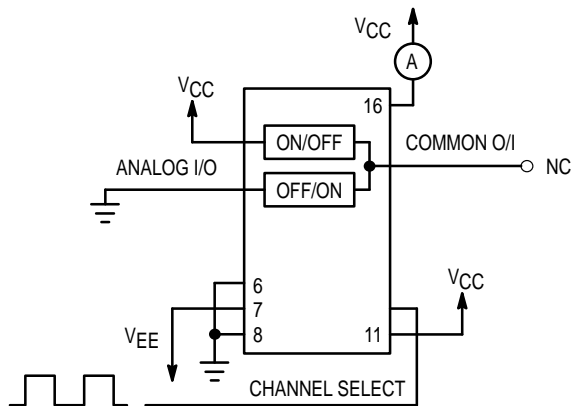 VCC
A
16
VCC
ON/OFF
COMMON O/I
NC
ANALOG I/O
OFF/ON
6
VCC
7
VEE
8
11
CHANNEL SELECT